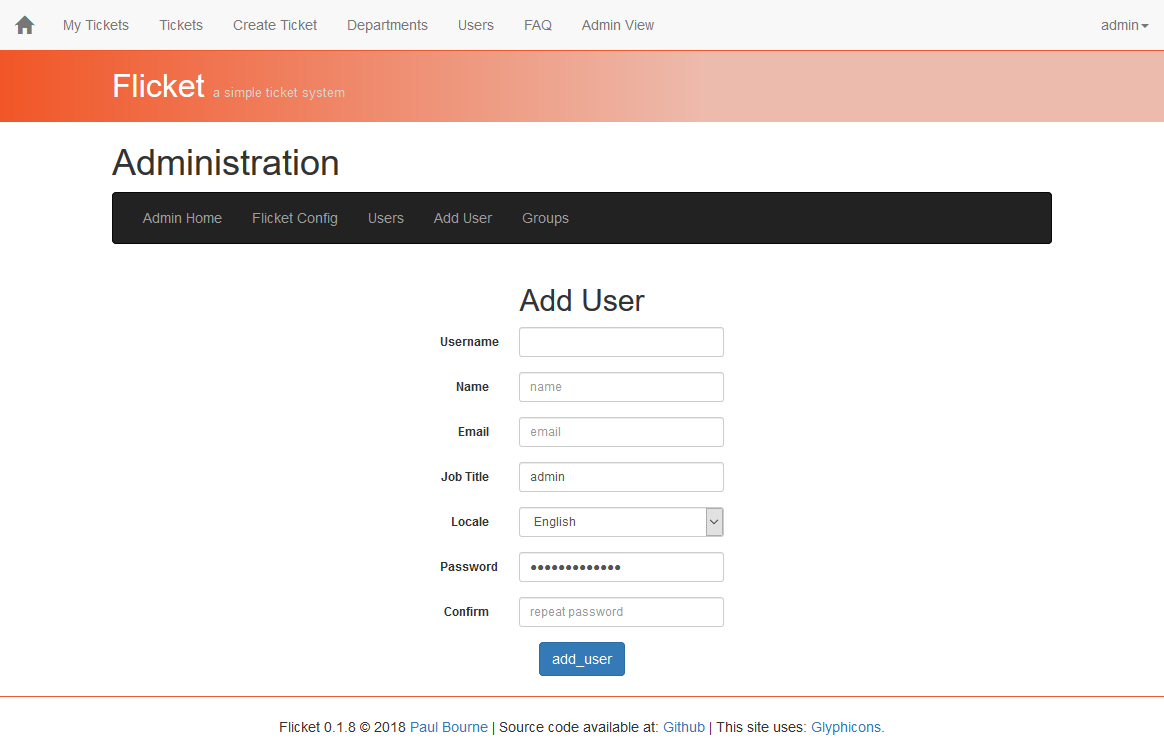 My Tickets Tickets Create Ticket Departments Users FAQ Admin View admin
Flicket a simple ticket system
Administration
Admin Home Flicket Config Users Add User Groups
Add User
Username
Name name
Email email
Job Title admin
Locale English
Password •••••••••••••
Confirm repeat password
add_user
Flicket 0.1.8 © 2018 Paul Bourne | Source code available at: Github | This site uses: Glyphicons.